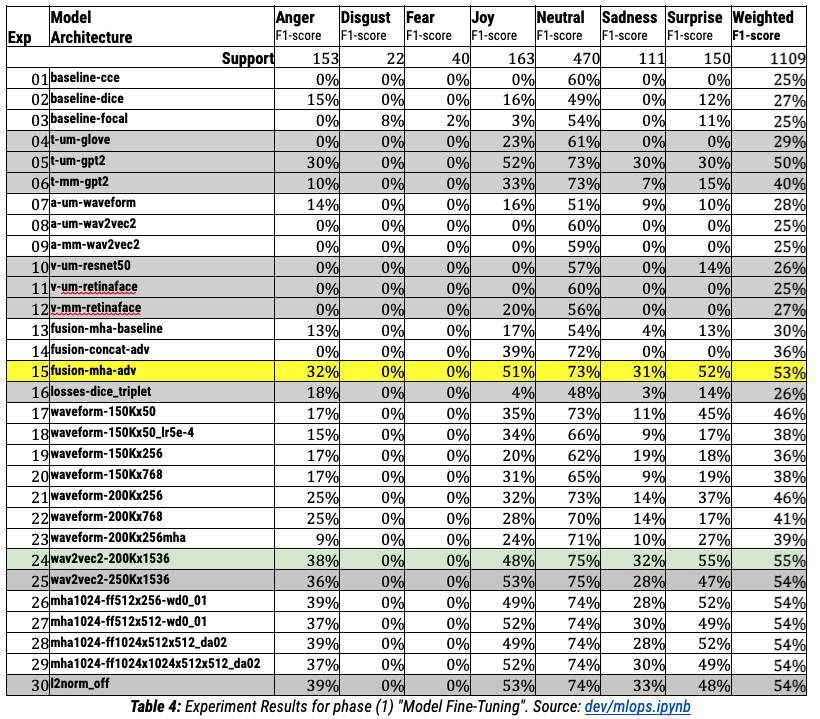 Exp Model Architecture Anger F1-score Disgust F1-score Fear F1-score Joy F1-score Neutral F1-score Sadness F1-score Surprise F1-score Weighted F1-score
Support 153 22 40 163 470 111 150 1109
01 baseline-cce 0% 0% 0% 0% 60% 0% 0% 25%
02 baseline-dice 15% 0% 0% 16% 49% 0% 12% 27%
03 baseline-focal 0% 8% 2% 3% 54% 0% 11% 25%
04 t-um-glove 0% 0% 0% 23% 61% 0% 0% 29%
05 t-um-gpt2 30% 0% 0% 52% 73% 30% 30% 50%
06 t-mm-gpt2 10% 0% 0% 33% 73% 7% 15% 40%
07 a-um-waveform 14% 0% 0% 16% 51% 9% 10% 28%
08 a-um-wav2vec2 0% 0% 0% 0% 60% 0% 0% 25%
09 a-mm-wav2vec2 0% 0% 0% 0% 59% 0% 0% 25%
10 v-um-resnet50 0% 0% 0% 0% 57% 0% 14% 26%
11 v-um-retinaface 0% 0% 0% 0% 60% 0% 0% 25%
12 v-mm-retinaface 0% 0% 0% 20% 56% 0% 0% 27%
13 fusion-mha-baseline 13% 0% 0% 17% 54% 4% 13% 30%
14 fusion-concat-adv 0% 0% 0% 39% 72% 0% 0% 36%
15 fusion-mha-adv 32% 0% 0% 51% 73% 31% 52% 53%
16 losses-dice_triplet 18% 0% 0% 4% 48% 3% 14% 26%
17 waveform-150Kx50 17% 0% 0% 35% 73% 11% 45% 46%
18 waveform-150Kx50_lr5e-4 15% 0% 0% 34% 66% 9% 17% 38%
19 waveform-150Kx256 17% 0% 0% 20% 62% 19% 18% 36%
20 waveform-150Kx768 17% 0% 0% 31% 65% 9% 19% 38%
21 waveform-200Kx256 25% 0% 0% 32% 73% 14% 37% 46%
22 waveform-200Kx768 25% 0% 0% 28% 70% 14% 17% 41%
23 waveform-200Kx256mha 9% 0% 0% 24% 71% 10% 27% 39%
24 wav2vec2-200Kx1536 38% 0% 0% 48% 75% 32% 55% 55%
25 wav2vec2-250Kx1536 36% 0% 0% 53% 75% 28% 47% 54%
26 mha1024-ff512x256-wd0_01 39% 0% 0% 49% 74% 28% 52% 54%
27 mha1024-ff512x512-wd0_01 37% 0% 0% 52% 74% 30% 49% 54%
28 mha1024-ff1024x512x512_da02 39% 0% 0% 49% 74% 28% 52% 54%
29 mha1024-ff1024x1024x512x512_da02 37% 0% 0% 52% 74% 30% 49% 54%
30 l2norm_off 39% 0% 0% 53% 74% 33% 48% 54%
Table 4: Experiment Results for phase (1) "Model Fine-Tuning". Source: dev/mlops.ipynb